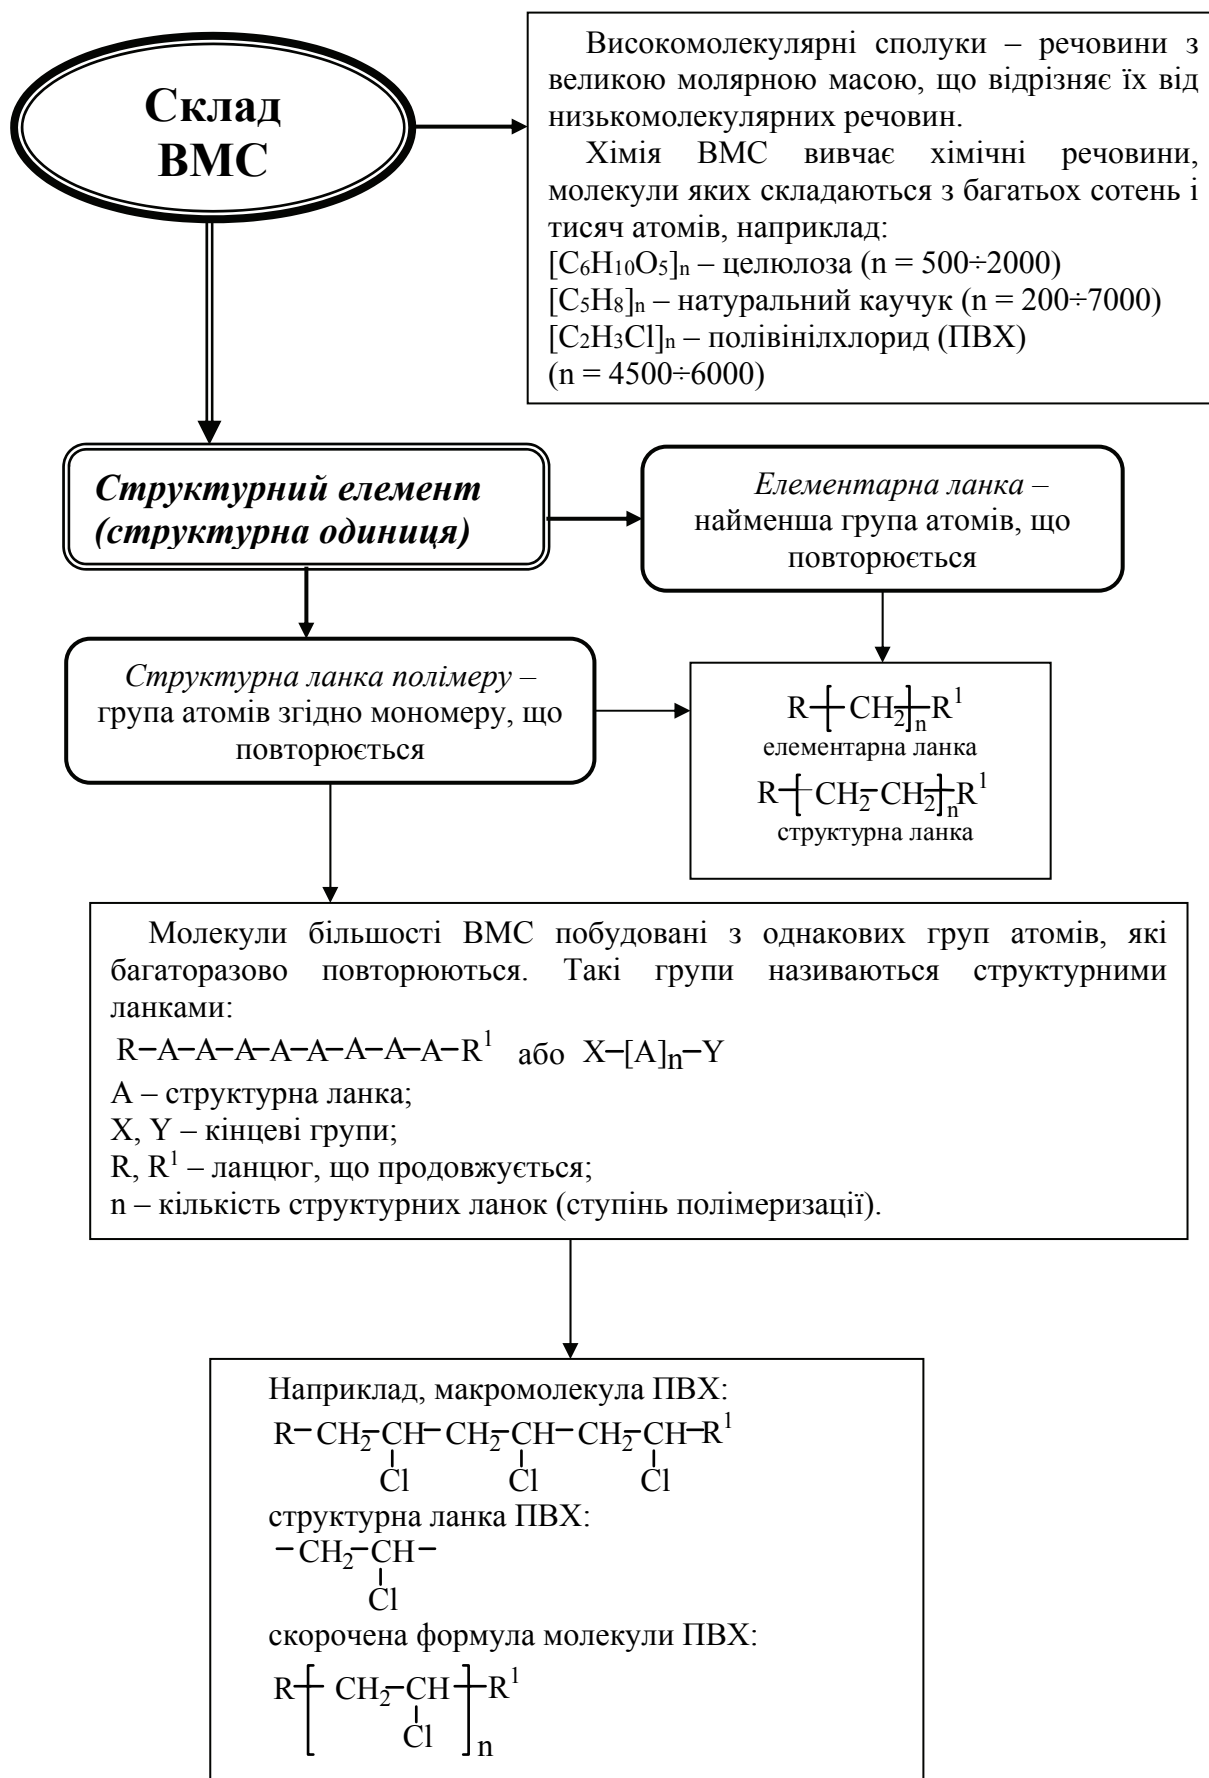 Склад
ВМС
Високомолекулярні сполуки – речовини з
великою молярною масою, що відрізняє їх від
низькомолекулярних речовин.
Хімія ВМС вивчає хімічні речовини,
молекули яких складаються з багатьох сотень і
тисяч атомів, наприклад:
[C₆H₁₀O₅]ₙ – целюлоза (n = 500÷2000)
[C₅H₈]ₙ – натуральний каучук (n = 200÷7000)
[C₂H₃Cl]ₙ – полівінілхлорид (ПВХ)
(n = 4500÷6000)
Структурний елемент
(структурна одиниця)
Елементарна ланка –
найменша група атомів, що
повторюється
Структурна ланка полімеру –
група атомів згідно мономеру, що
повторюється
R–[–CH₂–]ₙ–R¹
елементарна ланка
R–[–CH₂–CH₂–]ₙ–R¹
структурна ланка
Молекули більшості ВМС побудовані з однакових груп атомів, які
багаторазово повторюються. Такі групи називаються структурними
ланками:
R–A–A–A–A–A–A–A–A–R¹ або X–[A]ₙ–Y
А – структурна ланка;
X, Y – кінцеві групи;
R, R¹ – ланцюг, що продовжується;
n – кількість структурних ланок (ступінь полімеризації).
Наприклад, макромолекула ПВХ:
R–CH₂–CH–CH₂–CH–CH₂–CH–R¹
Cl Cl Cl
структурна ланка ПВХ:
–CH₂–CH–
Cl
скорочена формула молекули ПВХ:
R–[–CH₂–CH–]–R¹
Cl n